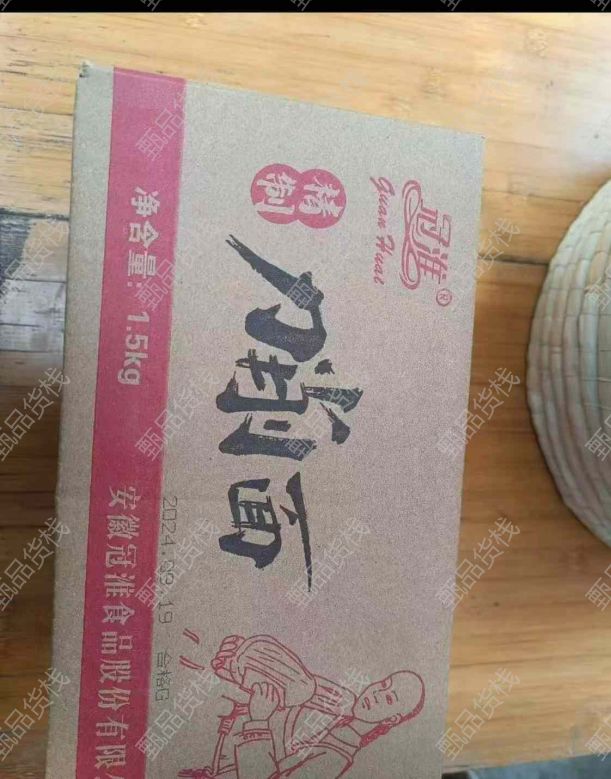 冠淮®
Guan Huai
精制
刀削面
净含量:1.5kg
安徽冠淮食品股份有限
2024.09.19
合格
甄品货栈